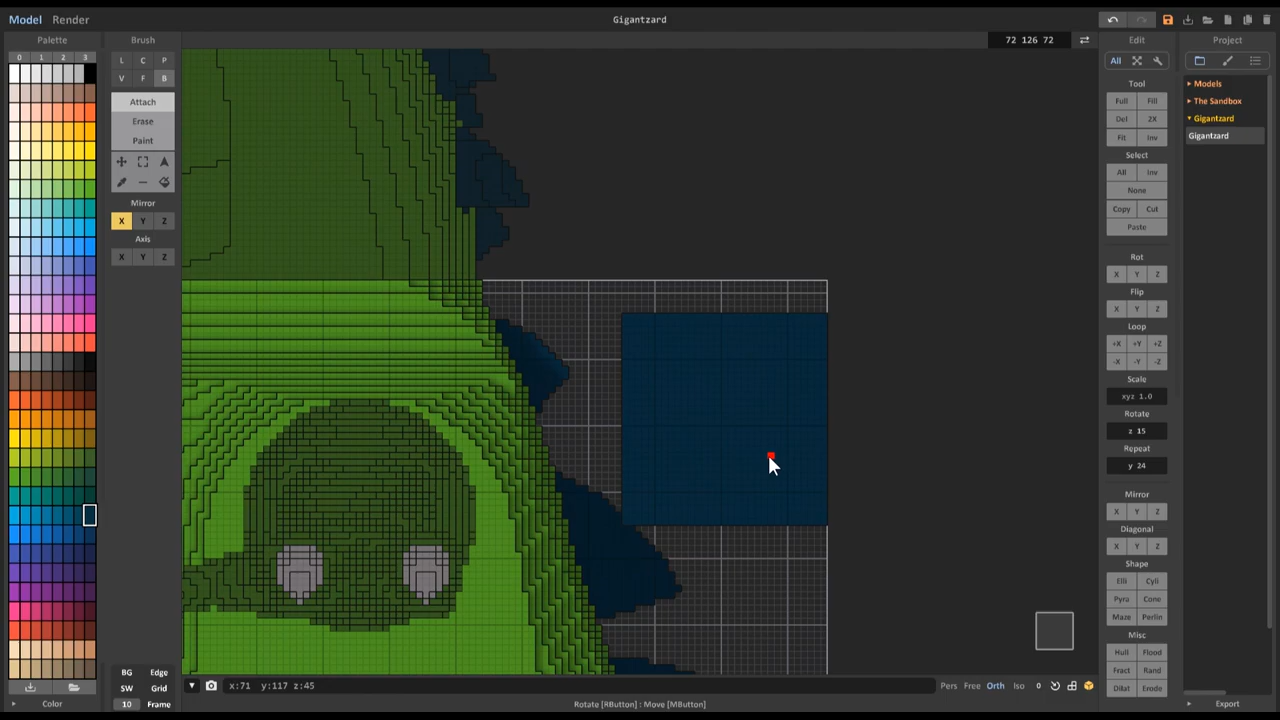 Model Render Gigantzard
Palette Brush 72 126 72 Edit Project
0 1 2 3
L C P
V F B
Attach
Erase
Paint
Mirror
X Y Z
Axis
X Y Z
All
Tool
Full Fill
Del 2X
Fit Inv
Select
All Inv
None
Copy Cut
Paste
Rot
X Y Z
Flip
X Y Z
Loop
+X +Y +Z
-X -Y -Z
Scale
xyz 1.0
Rotate
z 15
Repeat
y 24
Mirror
X Y Z
Diagonal
X Y Z
Shape
Elli Cyli
Pyra Cone
Maze Perlin
Misc
Hull Flood
Fract Rand
Dilat Erode
Models
The Sandbox
Gigantzard
Gigantzard
BG Edge
SW Grid
10 Frame
x:71 y:117 z:45 Pers Free Orth Iso 0
Color Rotate [RButton] : Move [MButton] Export